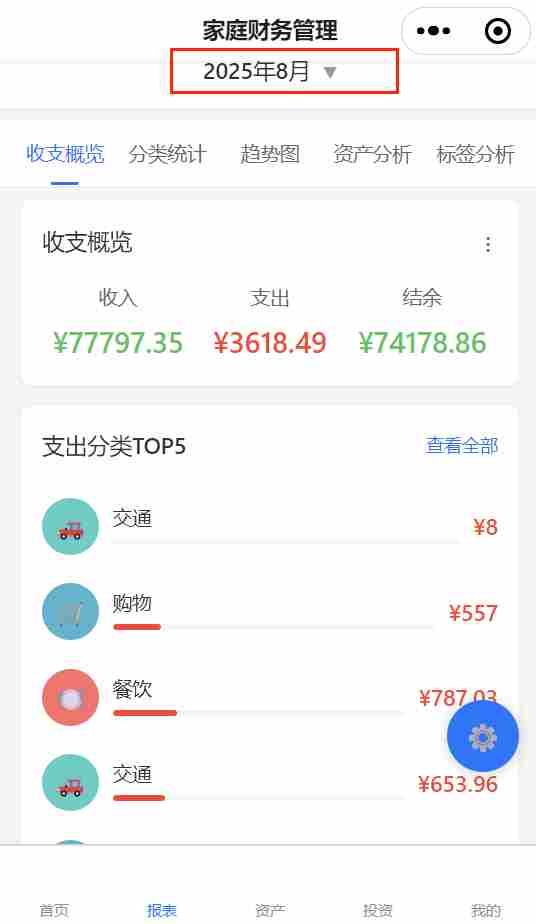 家庭财务管理
2025年8月
收支概览 分类统计 趋势图 资产分析 标签分析
收支概览
收入 支出 结余
¥77797.35 ¥3618.49 ¥74178.86
支出分类TOP5 查看全部
交通 ¥8
购物 ¥557
餐饮 ¥787.03
交通 ¥653.96
首页 报表 资产 投资 我的